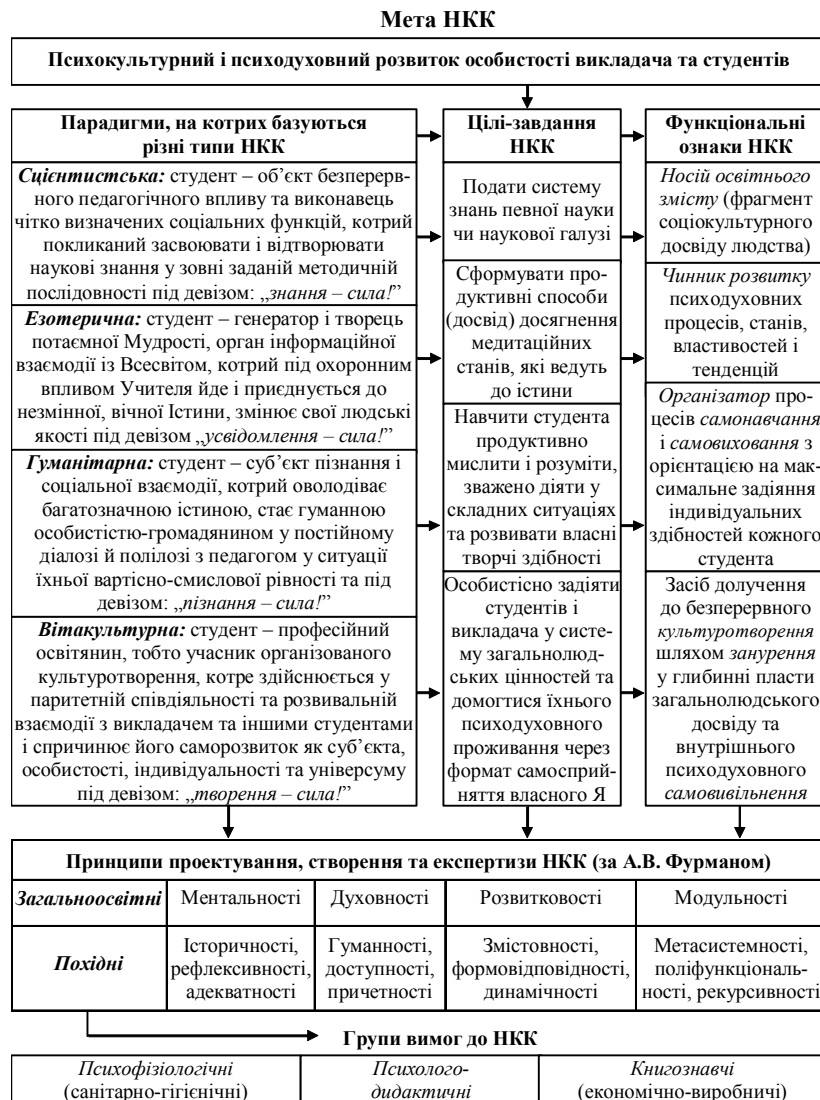 Мета НКК
Психокультурний і психодуховний розвиток особистості викладача та студентів
Парадигми, на котрих базуються
різні типи НКК
Сцієнтистська: студент – об’єкт безперерв-
ного педагогічного впливу та виконавець
чітко визначених соціальних функцій, котрий
покликаний засвоювати і відтворювати
наукові знання у зовні заданій методичній
послідовності під девізом: „знання – сила!”
Езотерична: студент – генератор і творець
потаємної Мудрості, орган інформаційної
взаємодії із Всесвітом, котрий під охоронним
впливом Учителя йде і приєднується до
незмінної, вічної Істини, змінює свої людські
якості під девізом „усвідомлення – сила!”
Гуманітарна: студент – суб’єкт пізнання і
соціальної взаємодії, котрий оволодіває
багатозначною істиною, стає гуманною
особистістю-громадянином у постійному
діалозі й полілозі з педагогом у ситуації
їхньої вартісно-смислової рівності та під
девізом: „пізнання – сила!”
Вітакультурна: студент – професійний
освітянин, тобто учасник організованого
культуротворення, котре здійснюється у
паритетній співдіяльності та розвивальній
взаємодії з викладачем та іншими студентами
і спричинює його саморозвиток як суб’єкта,
особистості, індивідуальності та універсуму
під девізом: „творення – сила!”
Цілі-завдання
НКК
Подати систему
знань певної науки
чи наукової галузі
Сформувати про-
дуктивні способи
(досвід) досягнення
медитаційних
станів, які ведуть
до істини
Навчити студента
продуктивно
мислити і розуміти,
зважено діяти у
складних ситуаціях
та розвивати власні
творчі здібності
Особистісно задіяти
студентів і
викладача у систе-
му загальнолюд-
ських цінностей та
домогтися їхнього
психодуховного
проживання через
формат самосприй-
няття власного Я
Функціональні
ознаки НКК
Носій освітнього
змісту (фрагмент
соціокультурного
досвіду людства)
Чинник розвитку
психодуховних
процесів, станів,
властивостей і
тенденцій
Організатор про-
цесів самонавчання
і самовиховання з
орієнтацією на мак-
симальне задіяння
індивідуальних
здібностей кожного
студента
Засіб долучення
до безперервного
культуротворення
шляхом занурення
у глибинні пласти
загальнолюдського
досвіду та
внутрішнього
психодуховного
самовивільнення
Принципи проектування, створення та експертизи НКК (за А.В. Фурманом)
Загальноосвітні Ментальності Духовності Розвитковості Модульності
Похідні
Історичності,
рефлексивності,
адекватності
Гуманності,
доступності,
причетності
Змістовності,
формовідповідності,
динамічності
Метасистемності,
поліфункціональ-
ності, рекурсивності
Групи вимог до НКК
Психофізіологічні
(санітарно-гігієнічні)
Психолого-
дидактичні
Книгознавчі
(економічно-виробничі)